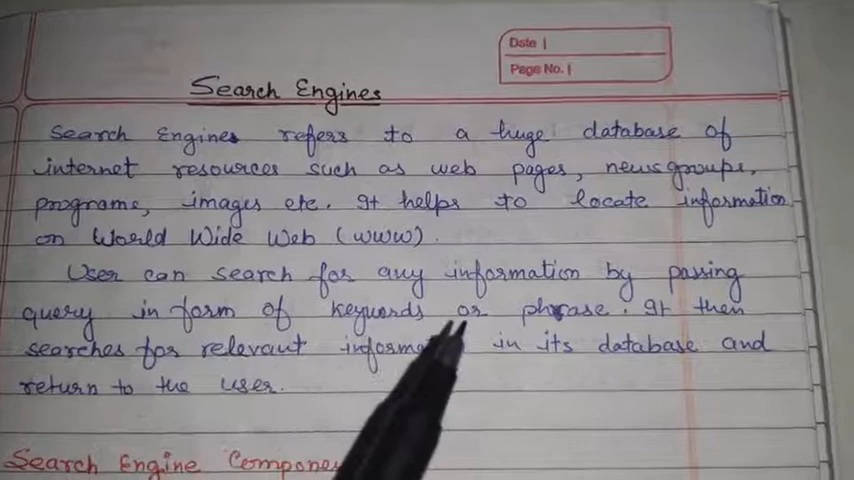 Date
Page No.
Search Engines
Search Engines refers to a huge database of
internet resources such as web pages, newsgroups,
programs, images etc. It helps to locate information
on World Wide Web (WWW).
User can search for any information by passing
query in form of keywords or phrase. It then
searches for relevant in its database and
return to the user.
Search Engine